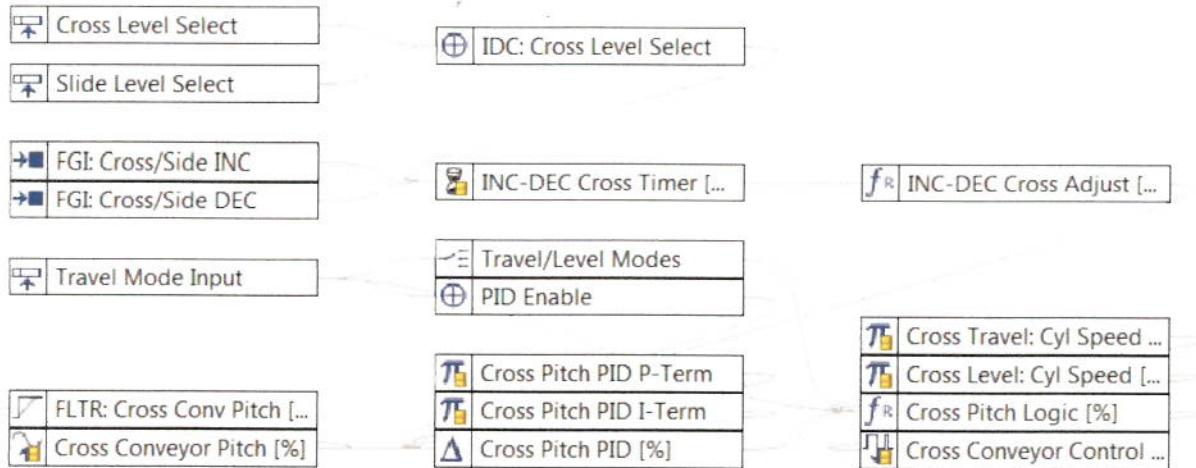 Cross Level Select
Slide Level Select
FGI: Cross/Side INC
FGI: Cross/Side DEC
Travel Mode Input
FLTR: Cross Conv Pitch [...
Cross Conveyor Pitch [%]
IDC: Cross Level Select
INC-DEC Cross Timer [...
Travel/Level Modes
PID Enable
Cross Pitch PID P-Term
Cross Pitch PID I-Term
Cross Pitch PID [%]
INC-DEC Cross Adjust [...
Cross Travel: Cyl Speed ...
Cross Level: Cyl Speed [...
Cross Pitch Logic [%]
Cross Conveyor Control ...